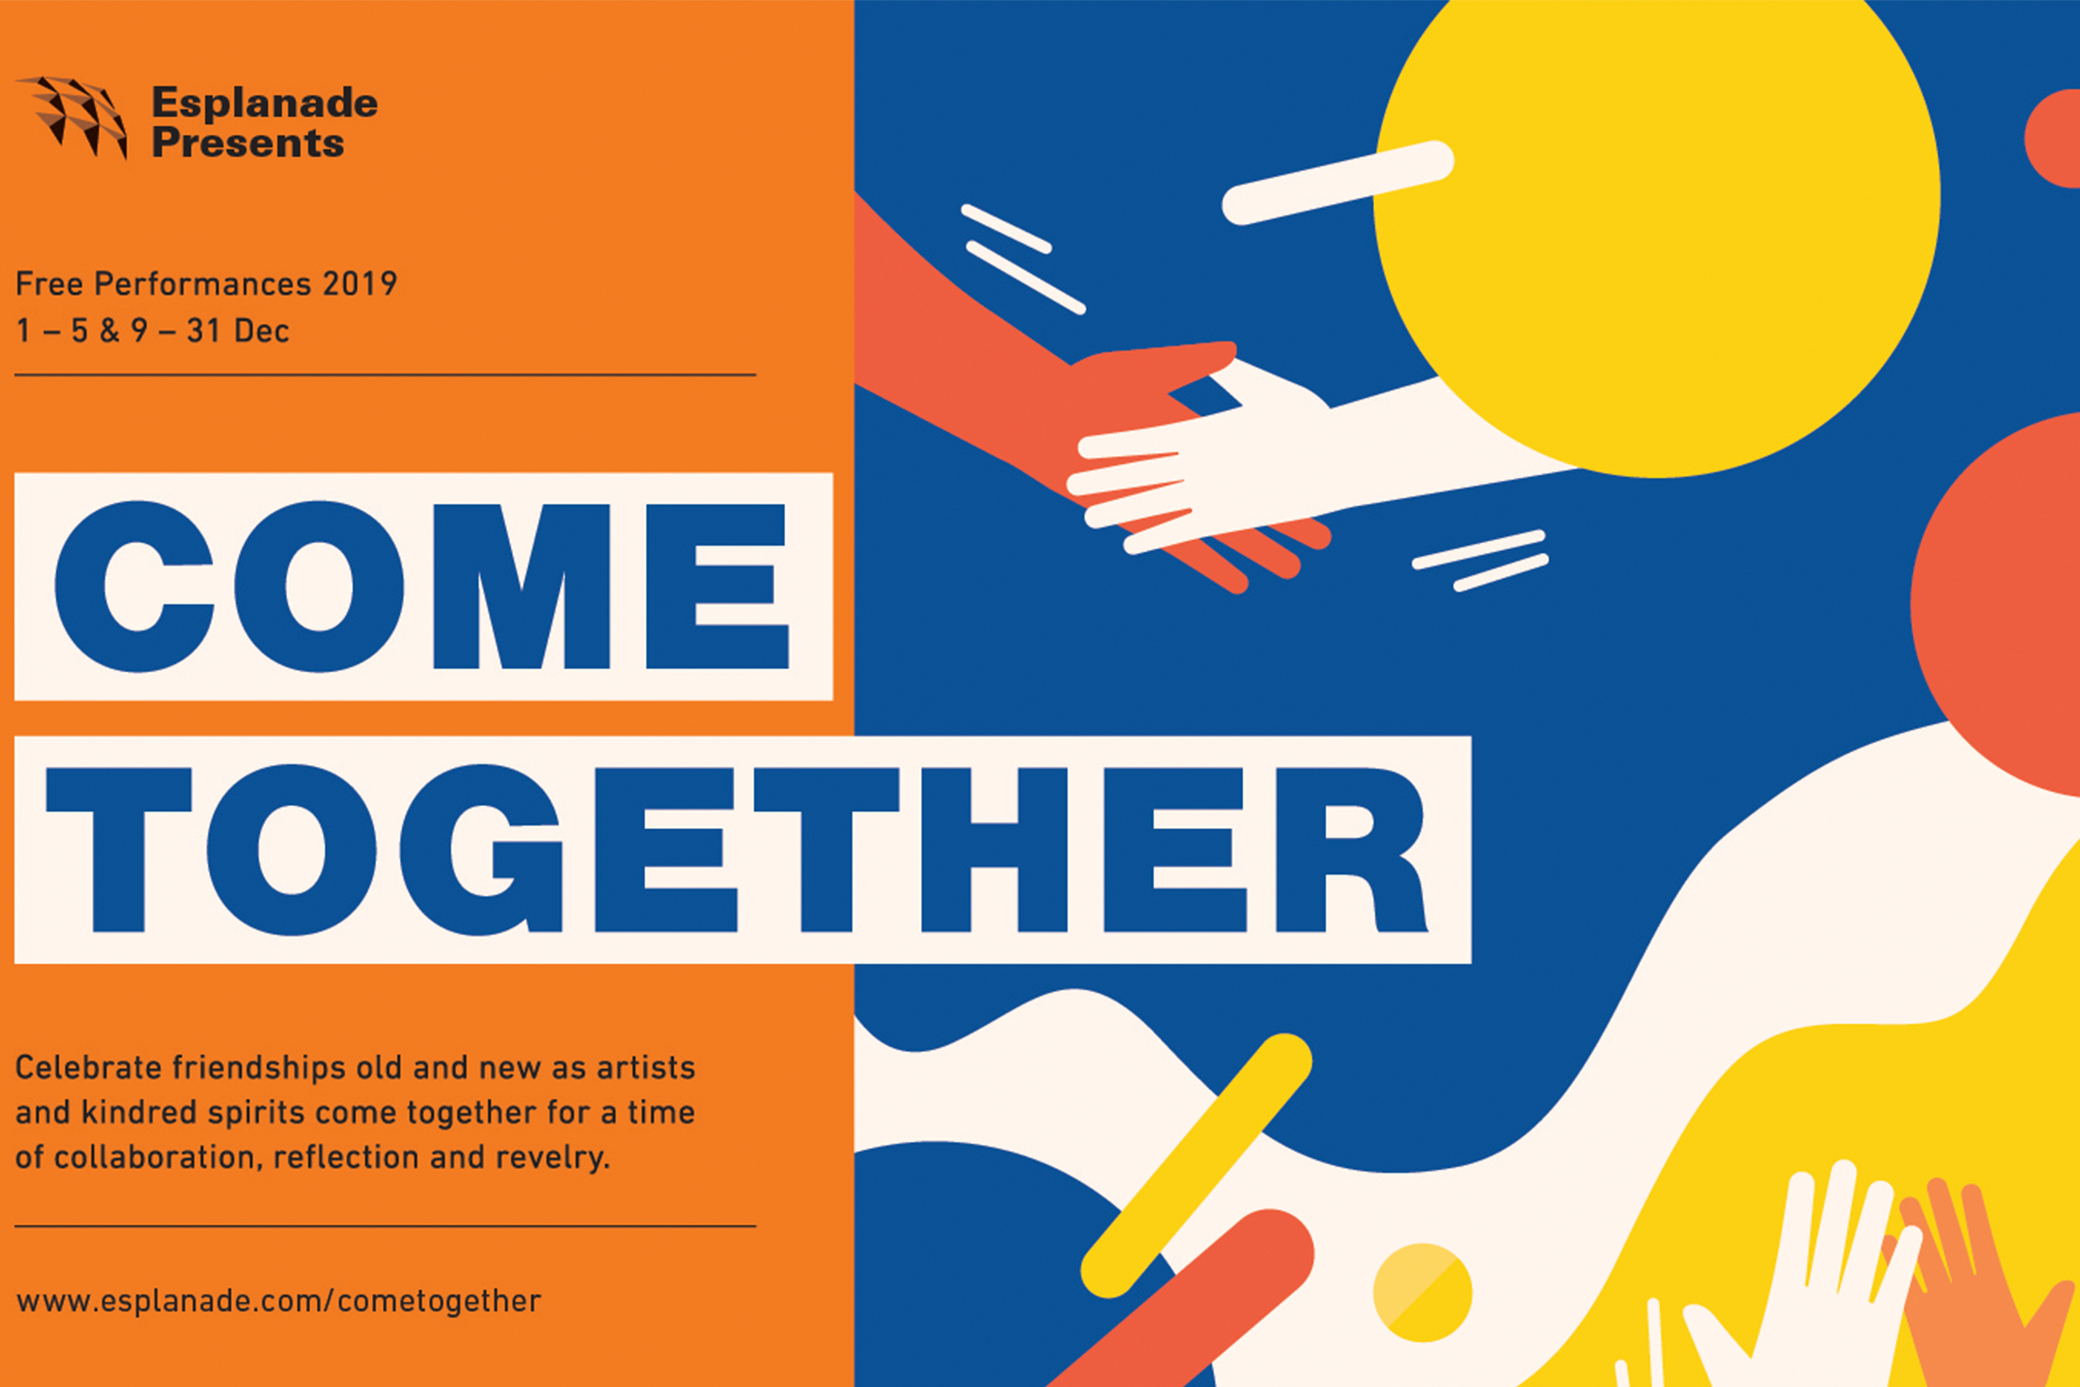 Esplanade
Presents
Free Performances 2019
1 – 5 & 9 – 31 Dec
COME
TOGETHER
Celebrate friendships old and new as artists
and kindred spirits come together for a time
of collaboration, reflection and revelry.
www.esplanade.com/cometogether